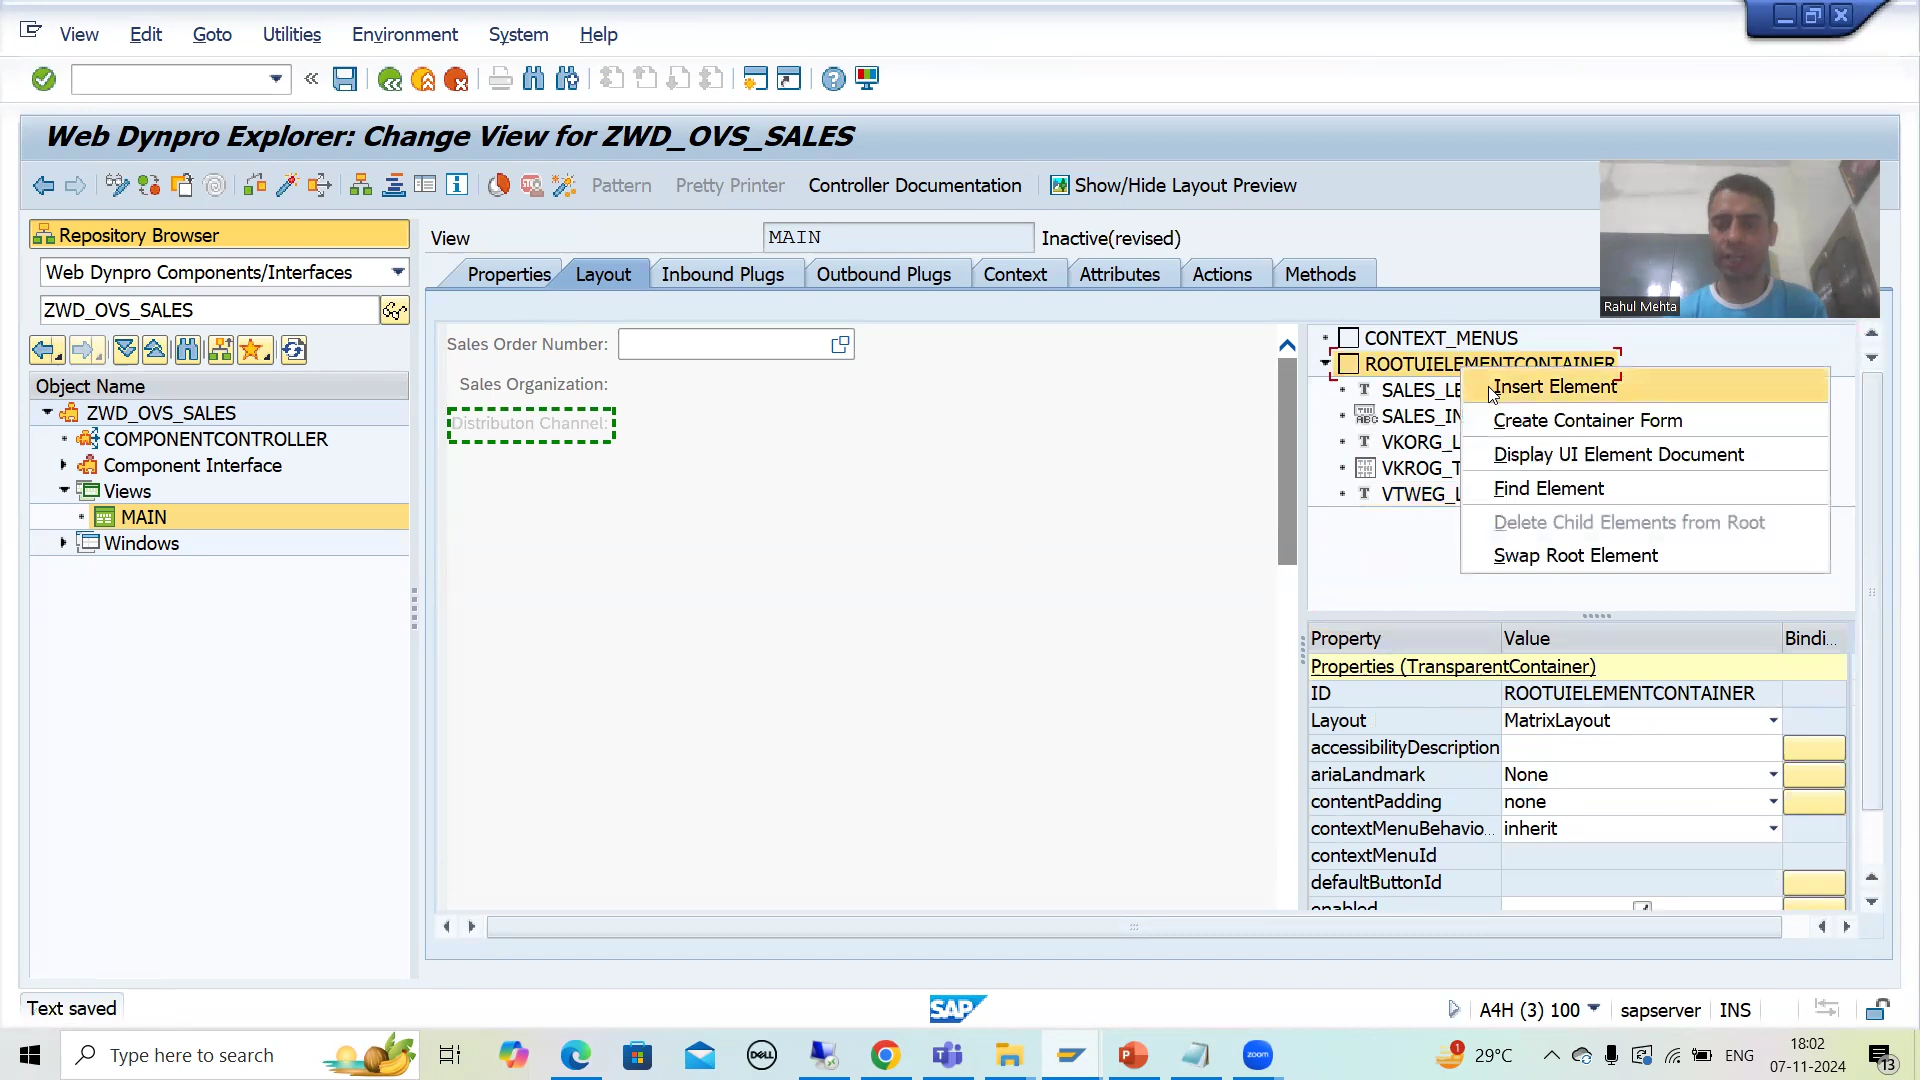 View Edit Goto Utilities Environment System Help
Web Dynpro Explorer: Change View for ZWD_OVS_SALES
Pattern Pretty Printer Controller Documentation Show/Hide Layout Preview
Repository Browser
Web Dynpro Components/Interfaces
ZWD_OVS_SALES
Object Name
ZWD_OVS_SALES
COMPONENTCONTROLLER
Component Interface
Views
MAIN
Windows
View MAIN Inactive(revised)
Properties Layout Inbound Plugs Outbound Plugs Context Attributes Actions Methods
Sales Order Number:
Sales Organization:
Distributon Channel:
Rahul Mehta
CONTEXT_MENUS
ROOTUIELEMENTCONTAINER
SALES_LE
SALES_IN
VKORG_L
VKROG_T
VTWEG_L
Insert Element
Create Container Form
Display UI Element Document
Find Element
Delete Child Elements from Root
Swap Root Element
Property Value Bindi...
Properties (TransparentContainer)
ID ROOTUIELEMENTCONTAINER
Layout MatrixLayout
accessibilityDescription
ariaLandmark None
contentPadding none
contextMenuBehavio... inherit
contextMenuId
defaultButtonId
enabled
Text saved
SAP
A4H (3) 100 sapserver INS
Type here to search
DELL
zoom
1
29°C
ENG
18:02
07-11-2024
13